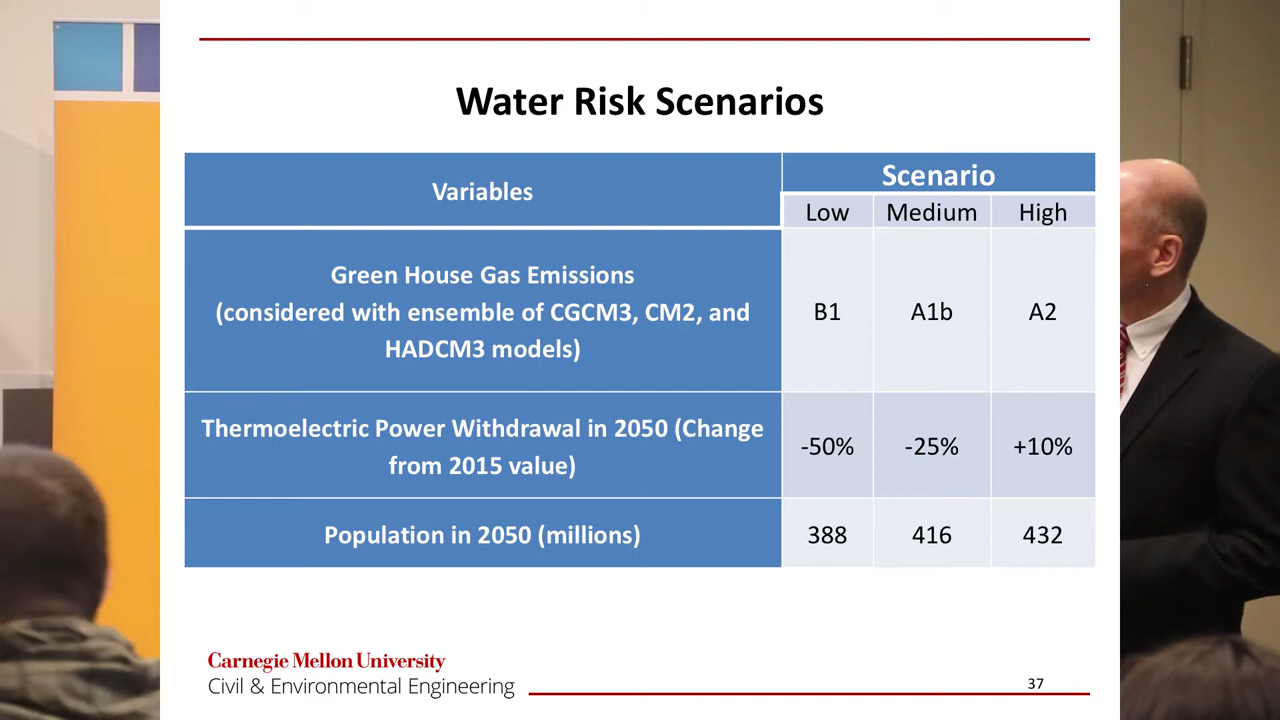 Water Risk Scenarios
Variables
Scenario
Low Medium High
Green House Gas Emissions
(considered with ensemble of CGCM3, CM2, and
HADCM3 models)
B1 A1b A2
Thermoelectric Power Withdrawal in 2050 (Change
from 2015 value)
-50% -25% +10%
Population in 2050 (millions)
388 416 432
Carnegie Mellon University
Civil & Environmental Engineering
37